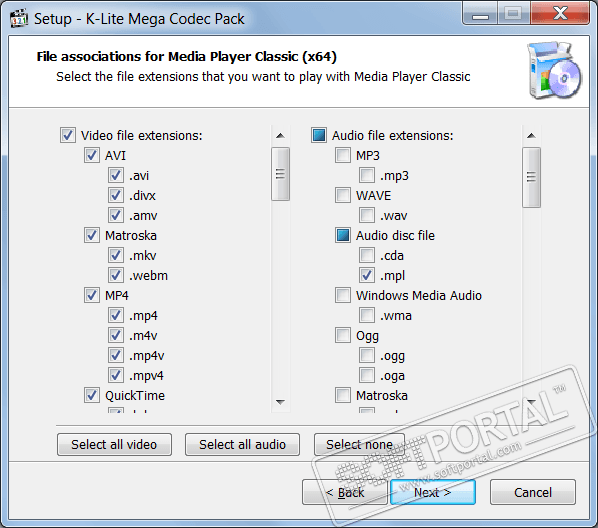 Setup - K-Lite Mega Codec Pack
File associations for Media Player Classic (x64)
Select the file extensions that you want to play with Media Player Classic
Video file extensions:
AVI
.avi
.divx
.amv
Matroska
.mkv
.webm
MP4
.mp4
.m4v
.mp4v
.mpv4
QuickTime
Audio file extensions:
MP3
.mp3
WAVE
.wav
Audio disc file
.cda
.mpl
Windows Media Audio
.wma
Ogg
.ogg
.oga
Matroska
Select all video
Select all audio
Select none
SOFTPORTAL™
www.softportal.com
< Back
Next >
Cancel